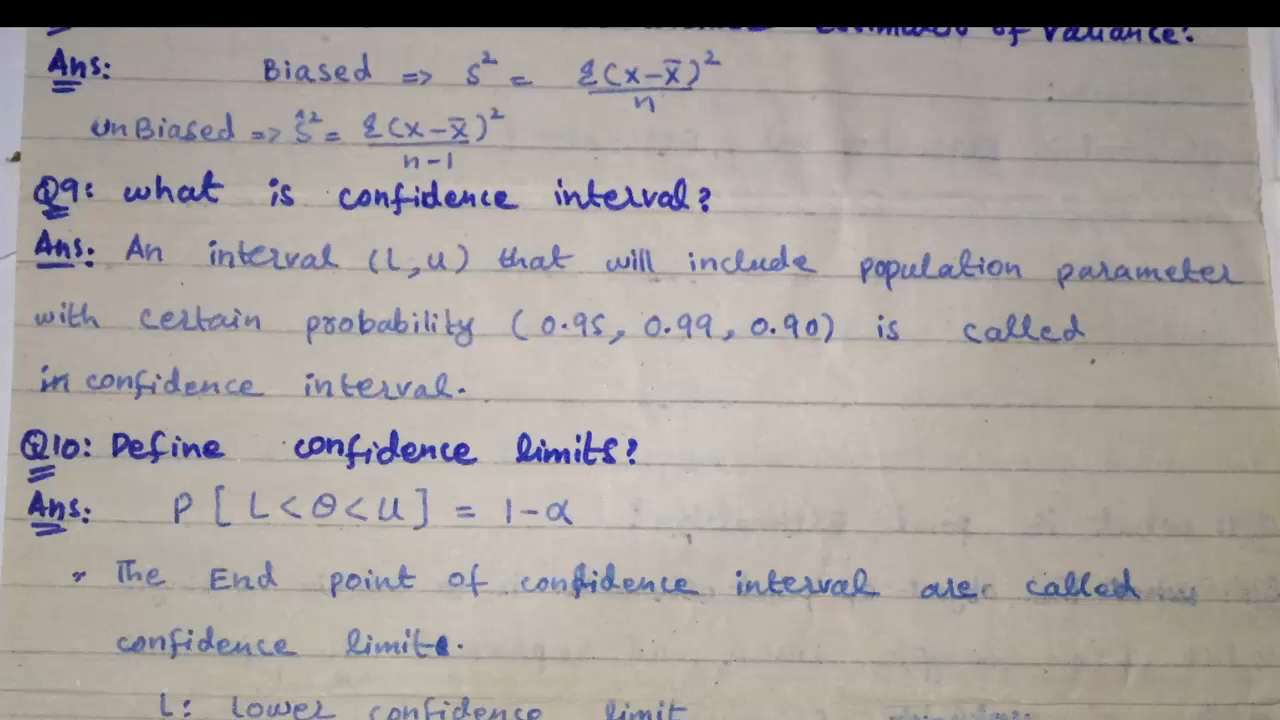 of variance?
Ans: Biased => S² = Σ(x-x̄)² / n
UnBiased => Ŝ² = Σ(x-x̄)² / n-1
Q9: what is confidence interval?
Ans: An interval (L,u) that will include population parameter
with certain probability (0.95, 0.99, 0.90) is called
in confidence interval.
Q10: Define confidence limits?
Ans: P [L<θ<u] = 1-α
The End point of confidence interval are called
confidence limits.
L: Lower confidence limit